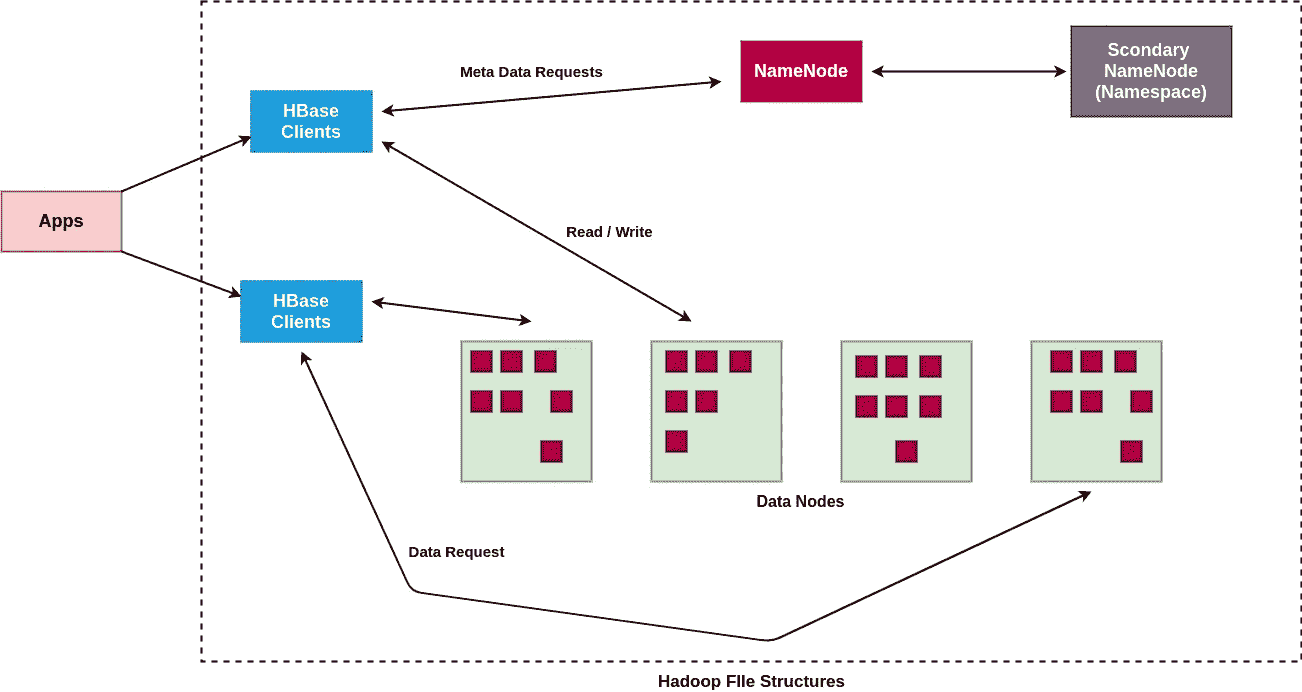 Meta Data Requests
NameNode
Scondary
NameNode
(Namespace)
HBase
Clients
Apps
Read / Write
HBase
Clients
Data Nodes
Data Request
Hadoop FIle Structures